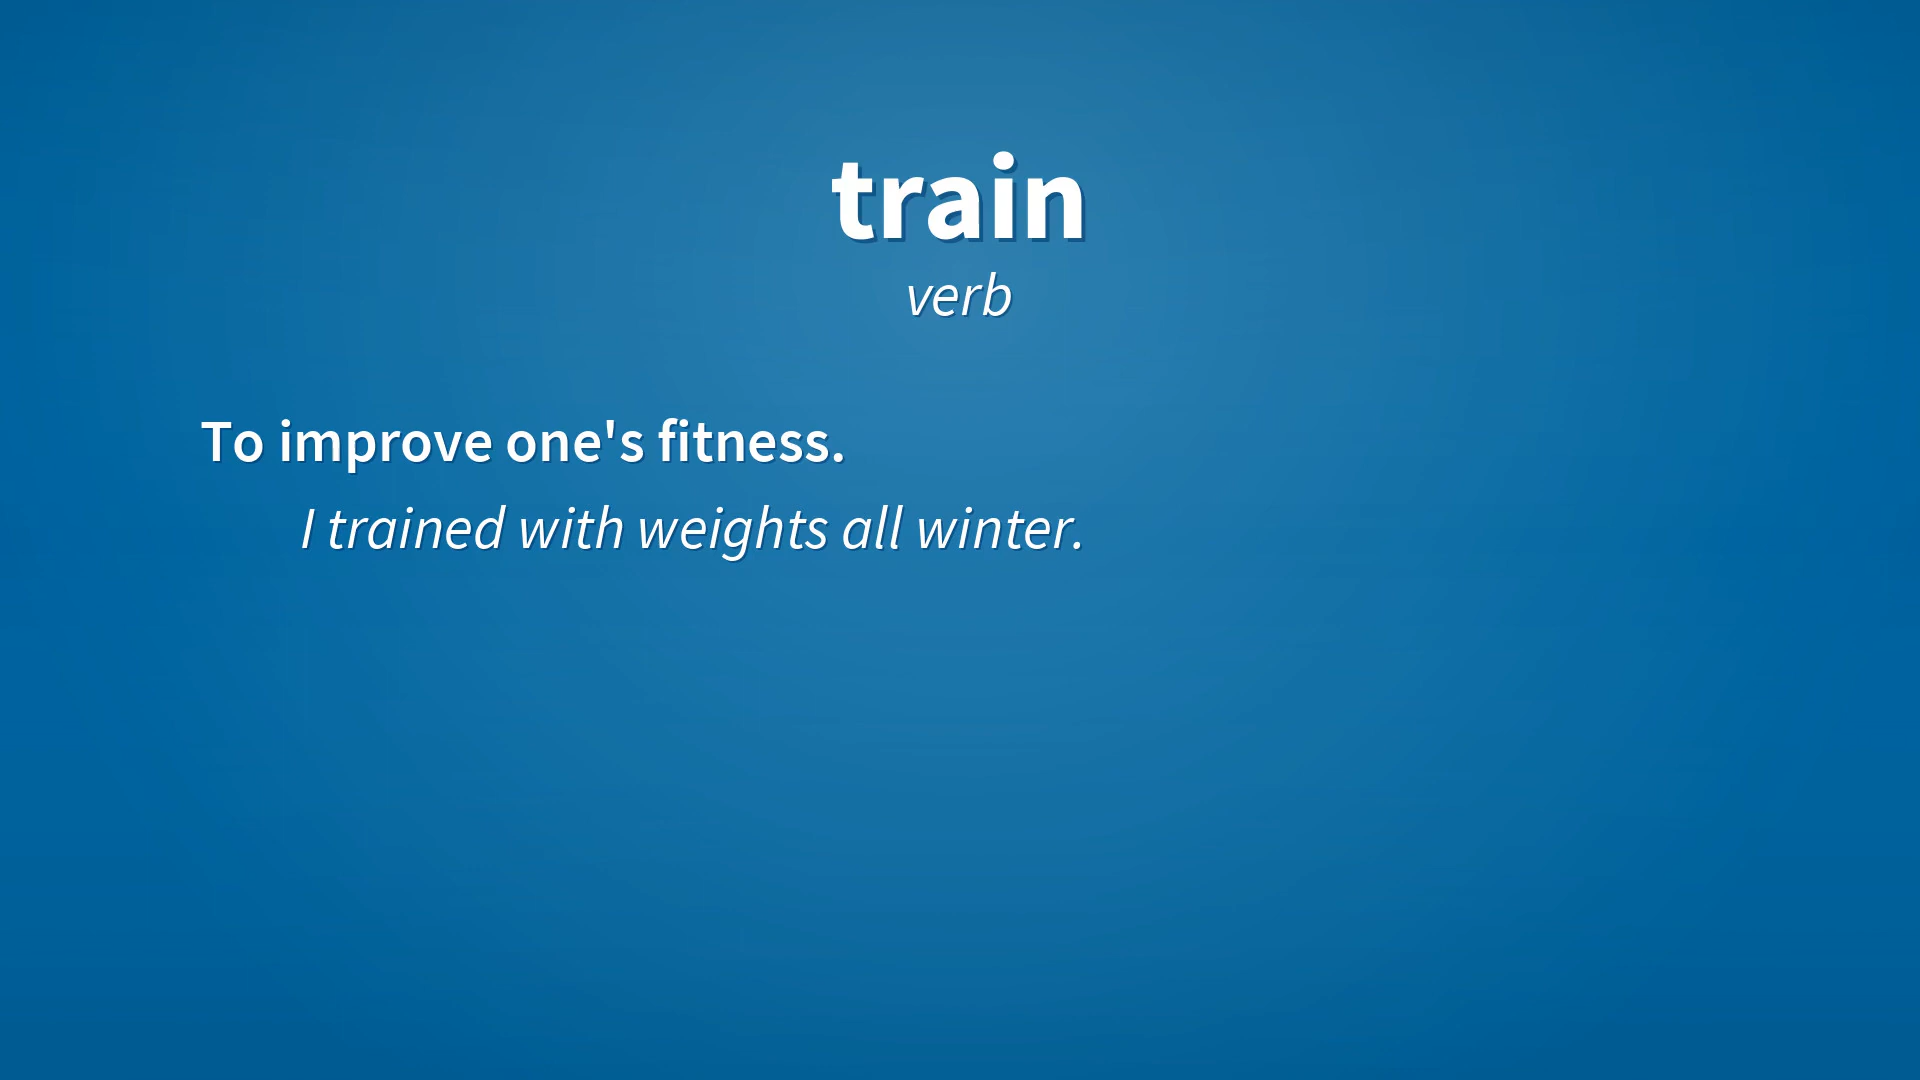 train
verb
To improve one's fitness.
I trained with weights all winter.